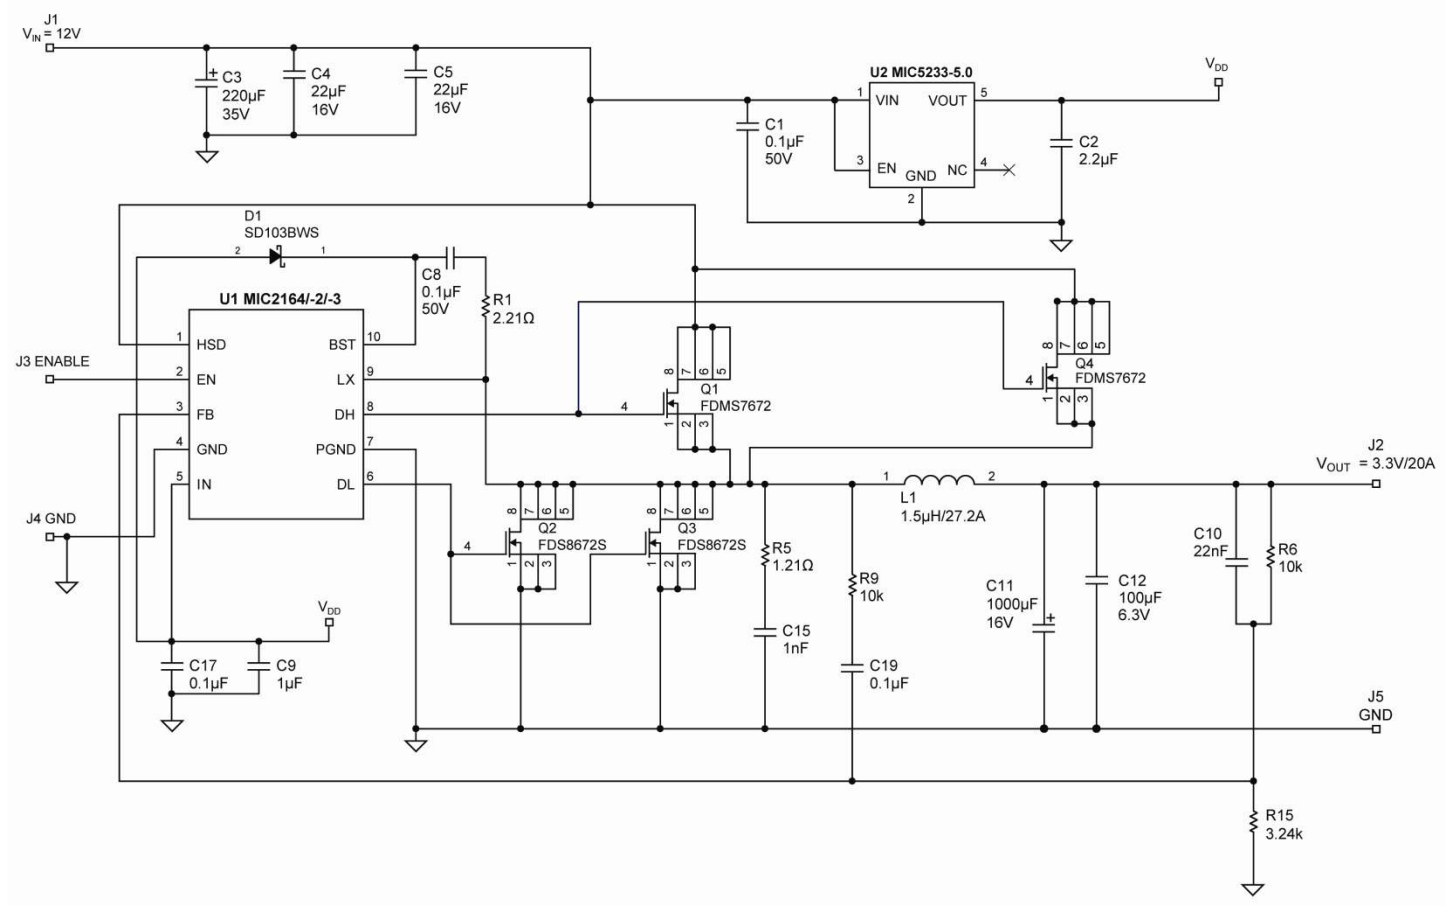 J1
VIN = 12V
C3
220µF
35V
+
C4
22µF
16V
C5
22µF
16V
U2 MIC5233-5.0
VDD
1
VIN
VOUT
5
C1
0.1µF
50V
C2
2.2µF
3
EN
GND
NC
4
2
D1
SD103BWS
2
1
C8
0.1µF
50V
R1
2.21Ω
U1 MIC2164/-2/-3
1
HSD
BST
10
J3 ENABLE
2
EN
LX
9
3
FB
DH
8
4
GND
PGND
7
5
IN
DL
6
8
7
6
5
Q1
FDMS7672
4
1
2
3
8
7
6
5
Q4
FDMS7672
4
1
2
3
J2
VOUT = 3.3V/20A
1
2
L1
1.5µH/27.2A
J4 GND
8
7
6
5
Q2
FDS8672S
4
1
2
3
8
7
6
5
Q3
FDS8672S
1
2
3
R5
1.21Ω
C15
1nF
R9
10k
C19
0.1µF
C11
1000µF
16V
+
C12
100µF
6.3V
C10
22nF
R6
10k
VDD
C17
0.1µF
C9
1µF
J5
GND
R15
3.24k